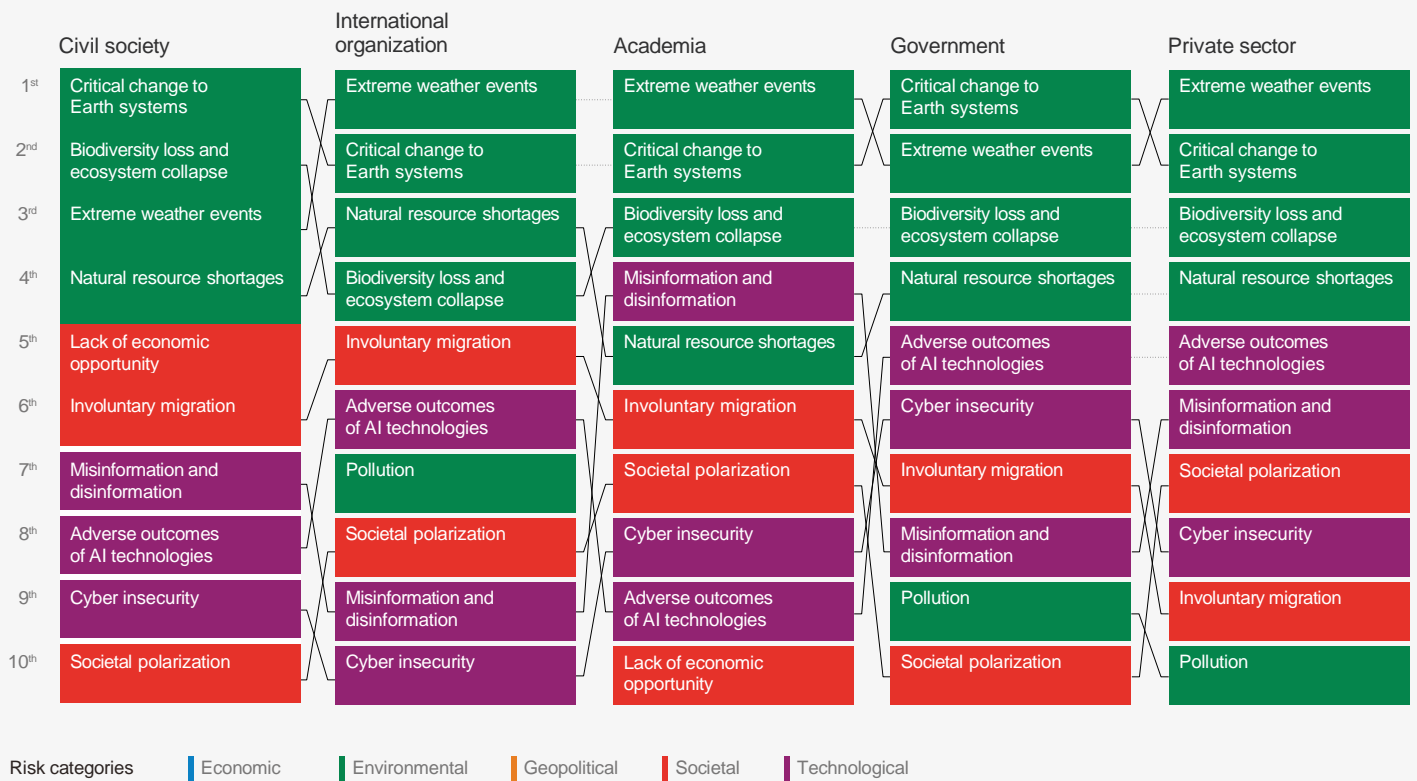 Civil society
International
organization
Academia
Government
Private sector
1st
2nd
3rd
4th
5th
6th
7th
8th
9th
10th
Critical change to
Earth systems
Biodiversity loss and
ecosystem collapse
Extreme weather events
Natural resource shortages
Lack of economic
opportunity
Involuntary migration
Misinformation and
disinformation
Adverse outcomes
of AI technologies
Cyber insecurity
Societal polarization
Extreme weather events
Critical change to
Earth systems
Natural resource shortages
Biodiversity loss and
ecosystem collapse
Involuntary migration
Adverse outcomes
of AI technologies
Pollution
Societal polarization
Misinformation and
disinformation
Cyber insecurity
Extreme weather events
Critical change to
Earth systems
Biodiversity loss and
ecosystem collapse
Misinformation and
disinformation
Natural resource shortages
Involuntary migration
Societal polarization
Cyber insecurity
Adverse outcomes
of AI technologies
Lack of economic
opportunity
Critical change to
Earth systems
Extreme weather events
Biodiversity loss and
ecosystem collapse
Natural resource shortages
Adverse outcomes
of AI technologies
Cyber insecurity
Involuntary migration
Misinformation and
disinformation
Pollution
Societal polarization
Extreme weather events
Critical change to
Earth systems
Biodiversity loss and
ecosystem collapse
Natural resource shortages
Adverse outcomes
of AI technologies
Misinformation and
disinformation
Societal polarization
Cyber insecurity
Involuntary migration
Pollution
Risk categories
Economic
Environmental
Geopolitical
Societal
Technological